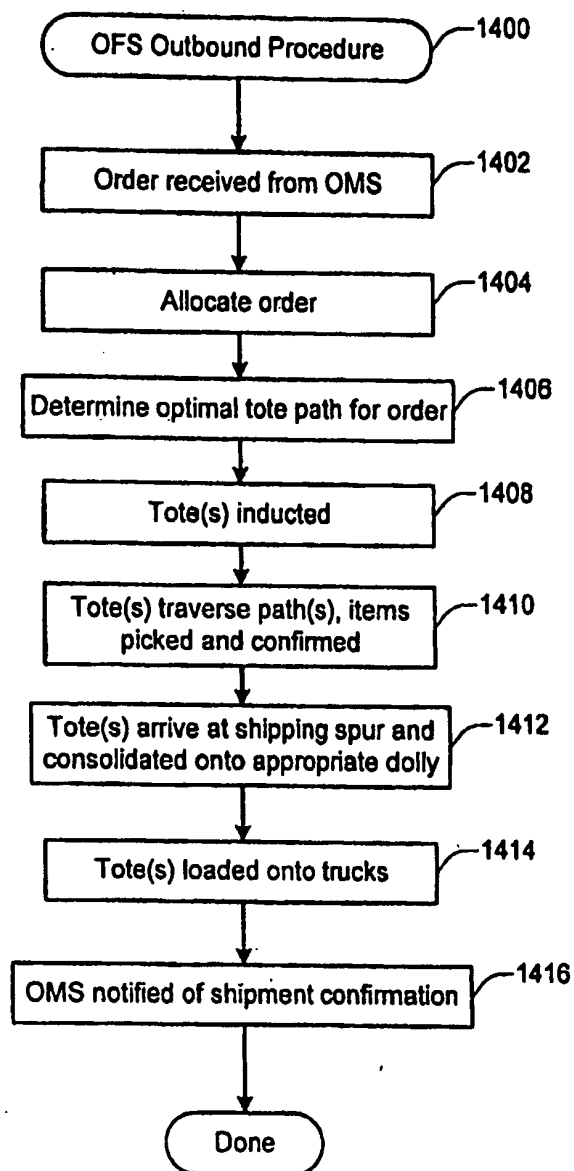 OFS Outbound Procedure
1400
Order received from OMS
1402
Allocate order
1404
Determine optimal tote path for order
1406
Tote(s) inducted
1408
Tote(s) traverse path(s), items
picked and confirmed
1410
Tote(s) arrive at shipping spur and
consolidated onto appropriate dolly
1412
Tote(s) loaded onto trucks
1414
OMS notified of shipment confirmation
1416
Done